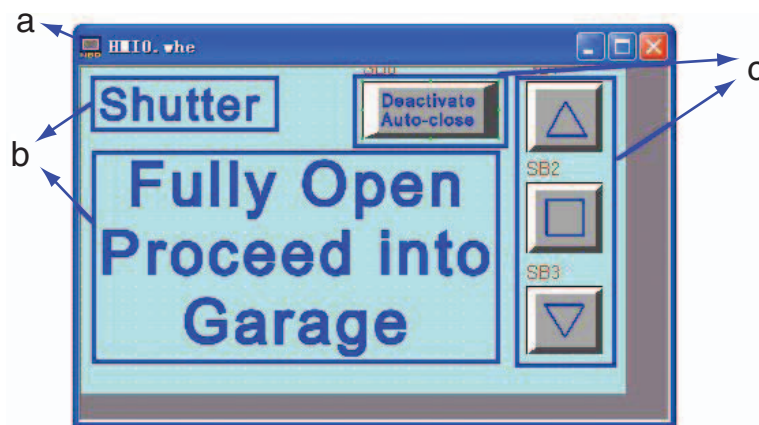 a
HMI0.whe
c
Shutter
Deactivate
Auto-close
b
Fully Open
Proceed into
Garage
SB2
SB3